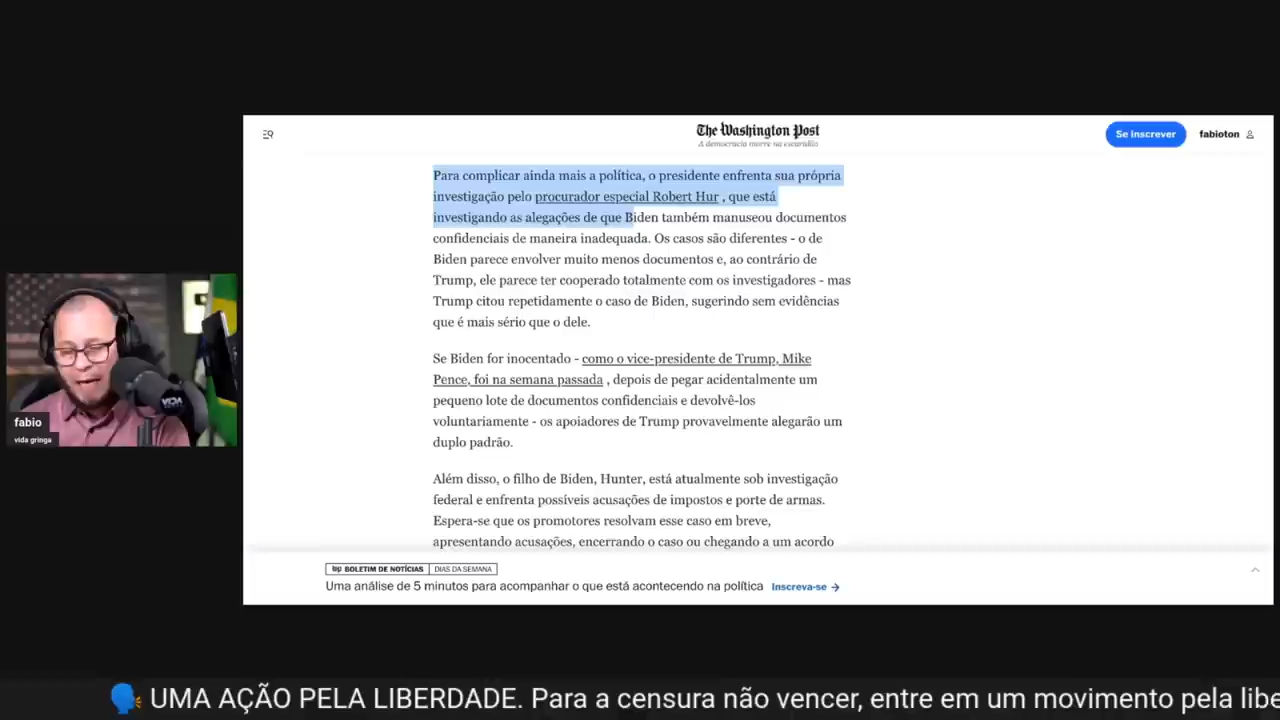 The Washington Post
A democracia morre na escuridão
Se inscrever
fabioton
Para complicar ainda mais a política, o presidente enfrenta sua própria
investigação pelo procurador especial Robert Hur , que está
investigando as alegações de que Biden também manuseou documentos
confidenciais de maneira inadequada. Os casos são diferentes - o de
Biden parece envolver muito menos documentos e, ao contrário de
Trump, ele parece ter cooperado totalmente com os investigadores - mas
Trump citou repetidamente o caso de Biden, sugerindo sem evidências
que é mais sério que o dele.
Se Biden for inocentado - como o vice-presidente de Trump, Mike
Pence, foi na semana passada , depois de pegar acidentalmente um
pequeno lote de documentos confidenciais e devolvê-los
voluntariamente - os apoiadores de Trump provavelmente alegarão um
duplo padrão.
Além disso, o filho de Biden, Hunter, está atualmente sob investigação
federal e enfrenta possíveis acusações de impostos e porte de armas.
Espera-se que os promotores resolvam esse caso em breve,
apresentando acusações, encerrando o caso ou chegando a um acordo
wp BOLETIM DE NOTÍCIAS DIAS DA SEMANA
Uma análise de 5 minutos para acompanhar o que está acontecendo na política Inscreva-se →
VIDA
fabio
vida gringa
🗣 UMA AÇÃO PELA LIBERDADE. Para a censura não vencer, entre em um movimento pela libe